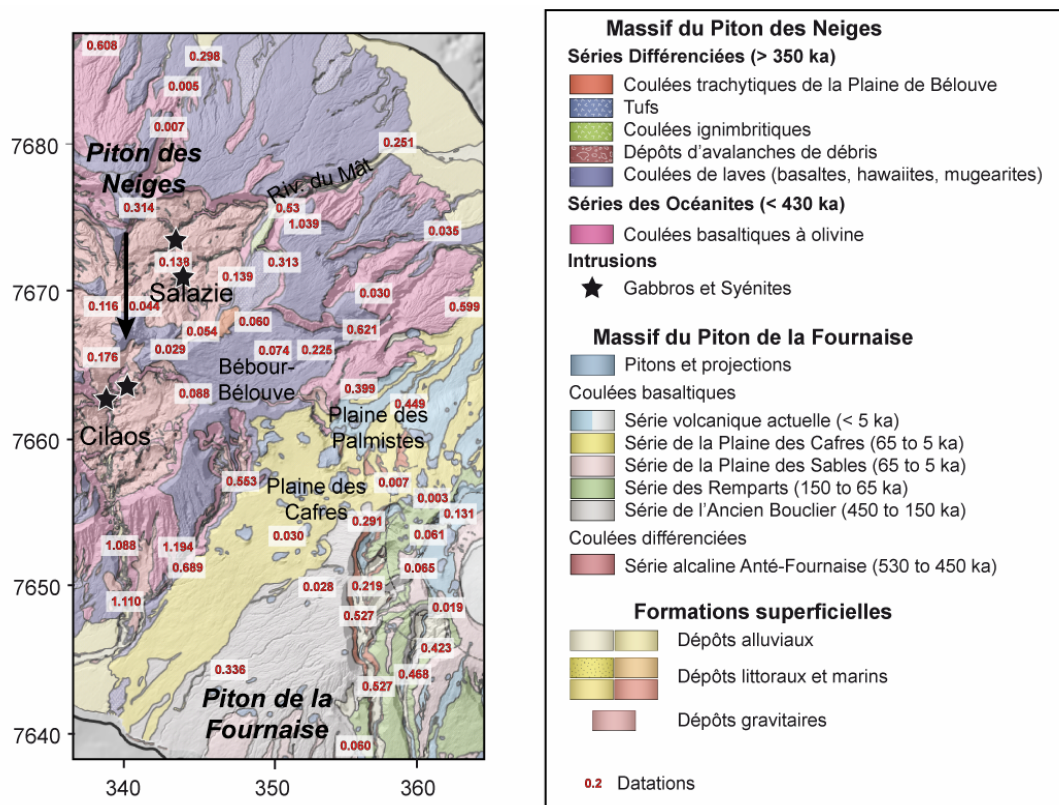 0.608
0.298
0.005
0.007
7680
0.251
Piton des
Neiges
Riv. du Mât
0.314
0.53
1.039
0.035
0.138
0.139
0.313
7670
Salazie
0.030
0.116
0.044
0.599
0.060
0.054
0.621
0.176
0.029
0.074
0.225
Bébour-
Bélouve
0.088
0.399
0.449
Cilaos
Plaine des
Palmistes
7660
0.553
Plaine des
Cafres
0.007
0.003
0.291
0.131
0.030
0.061
1.088
1.194
0.689
0.065
7650
0.028
0.219
1.110
0.527
0.019
0.423
0.336
0.468
0.527
Piton de la
Fournaise
7640
0.060
340
350
360
Massif du Piton des Neiges
Séries Différenciées (> 350 ka)
Coulées trachytiques de la Plaine de Bélouve
Tufs
Coulées ignimbritiques
Dépôts d'avalanches de débris
Coulées de laves (basaltes, hawaiites, mugearites)
Séries des Océanites (< 430 ka)
Coulées basaltiques à olivine
Intrusions
Gabbros et Syénites
Massif du Piton de la Fournaise
Pitons et projections
Coulées basaltiques
Série volcanique actuelle (< 5 ka)
Série de la Plaine des Cafres (65 to 5 ka)
Série de la Plaine des Sables (65 to 5 ka)
Série des Remparts (150 to 65 ka)
Série de l'Ancien Bouclier (450 to 150 ka)
Coulées différenciées
Série alcaline Anté-Fournaise (530 to 450 ka)
Formations superficielles
Dépôts alluviaux
Dépôts littoraux et marins
Dépôts gravitaires
0.2 Datations